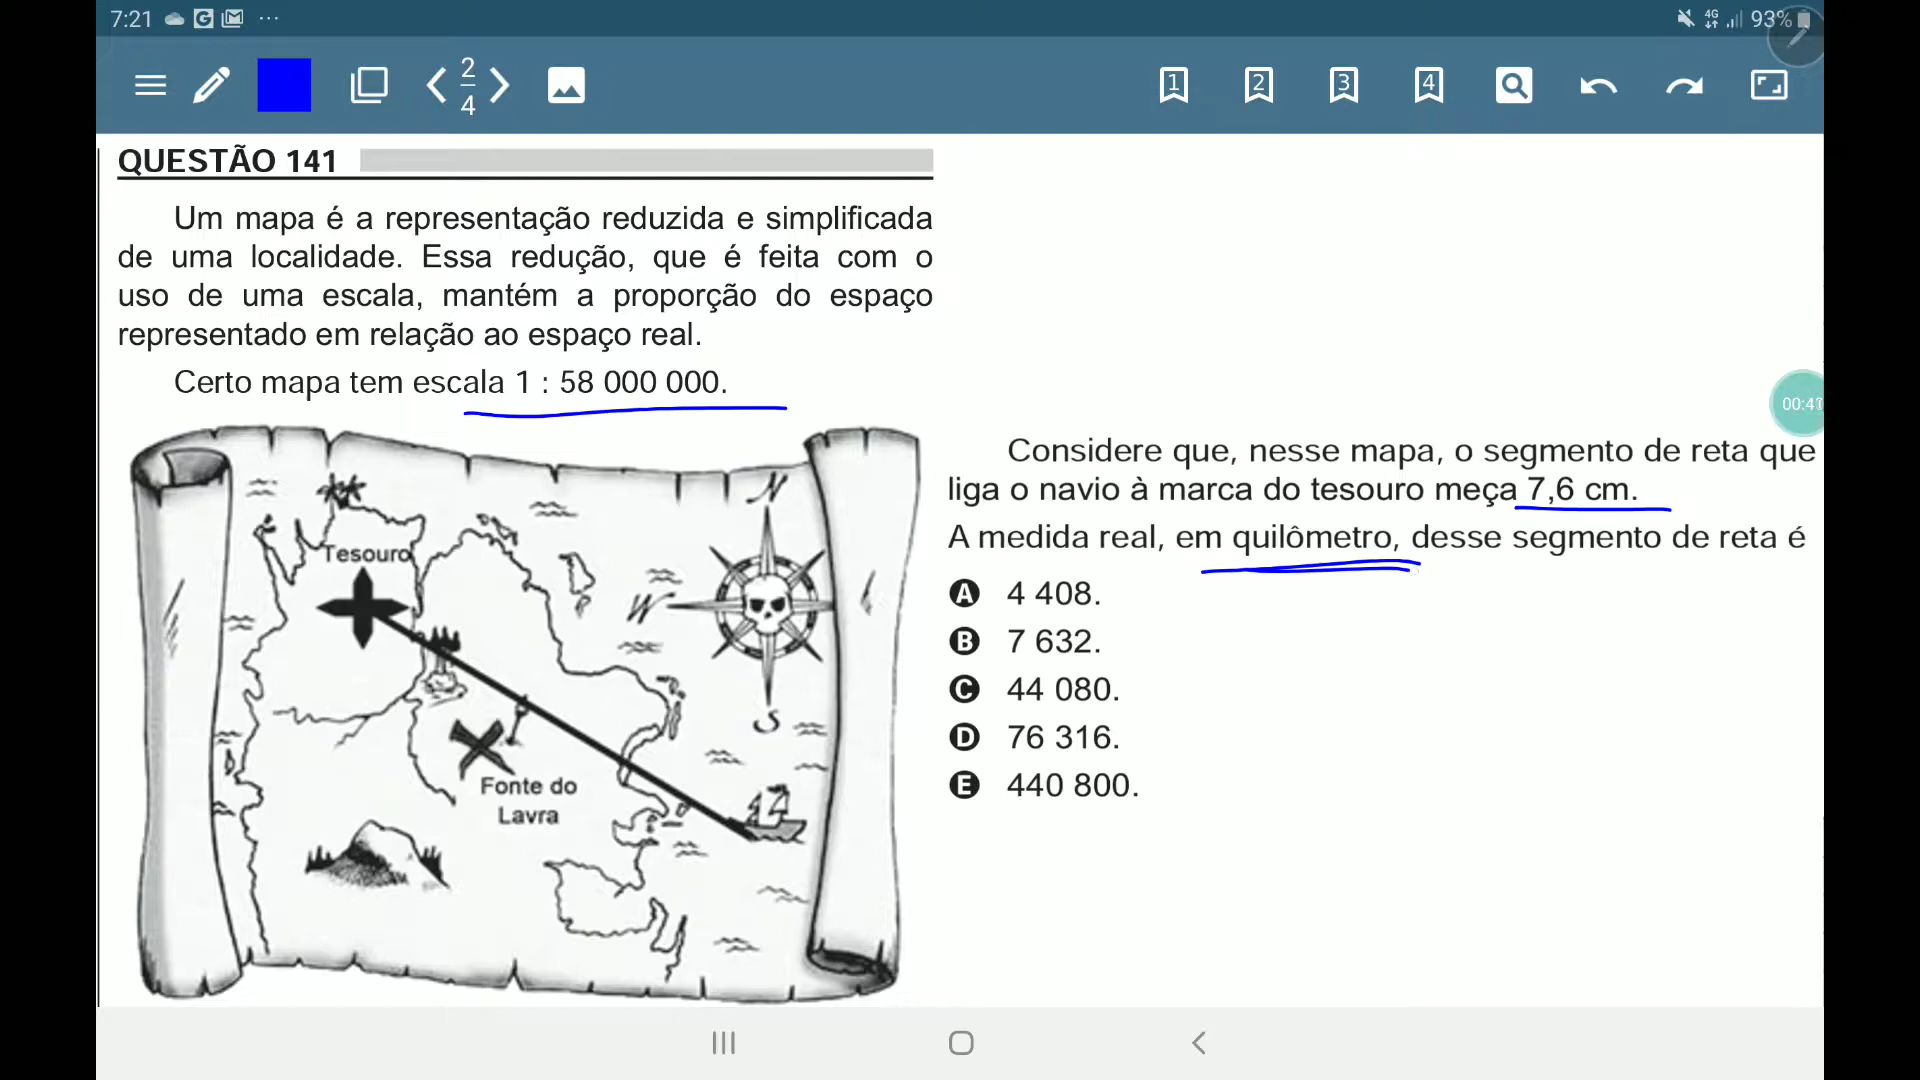 7:21 G ...
4G 93%
2
4
1 2 3 4
QUESTÃO 141
Um mapa é a representação reduzida e simplificada
de uma localidade. Essa redução, que é feita com o
uso de uma escala, mantém a proporção do espaço
representado em relação ao espaço real.
Certo mapa tem escala 1 : 58 000 000.
N
Tesouro
W
S
Fonte do
Lavra
00:41
Considere que, nesse mapa, o segmento de reta que
liga o navio à marca do tesouro meça 7,6 cm.
A medida real, em quilômetro, desse segmento de reta é
A 4 408.
B 7 632.
C 44 080.
D 76 316.
E 440 800.